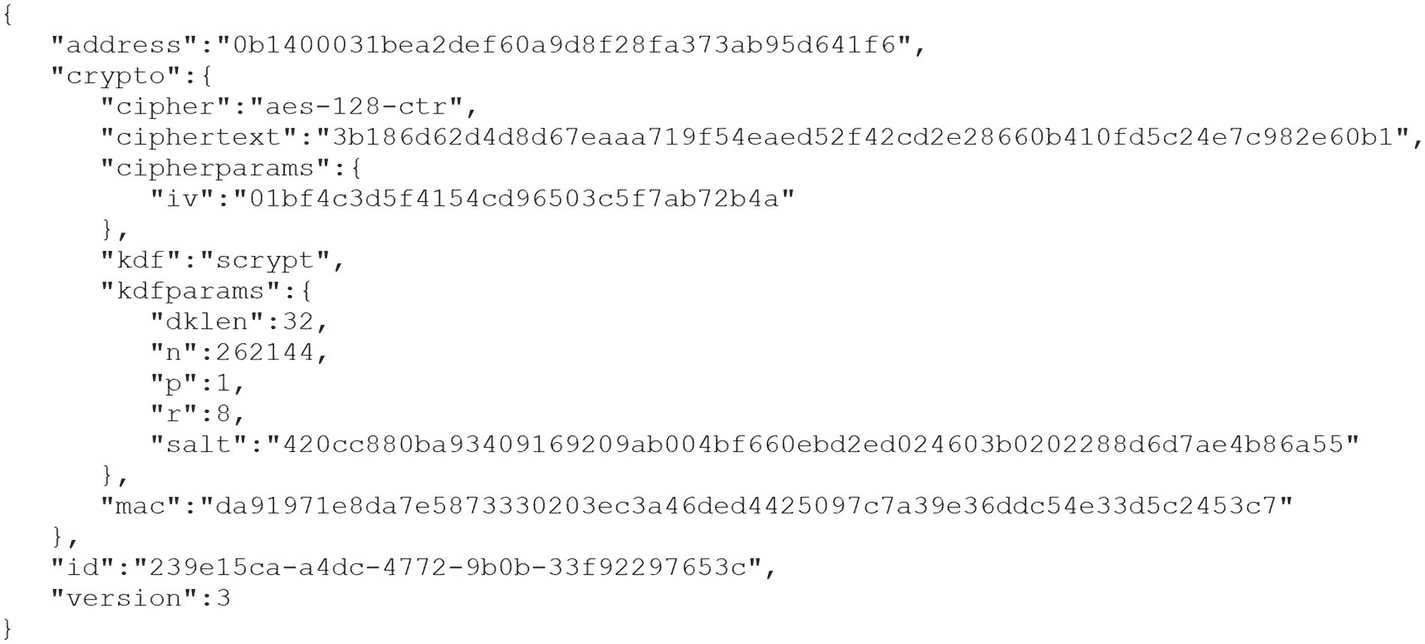 {
"address":"0b1400031bea2def60a9d8f28fa373ab95d641f6",
"crypto":{
"cipher":"aes-128-ctr",
"ciphertext":"3b186d62d4d8d67eaaa719f54eaed52f42cd2e28660b410fd5c24e7c982e60b1",
"cipherparams":{
"iv":"01bf4c3d5f4154cd96503c5f7ab72b4a"
},
"kdf":"scrypt",
"kdfparams":{
"dklen":32,
"n":262144,
"p":1,
"r":8,
"salt":"420cc880ba93409169209ab004bf660ebd2ed024603b0202288d6d7ae4b86a55"
},
"mac":"da91971e8da7e5873330203ec3a46ded4425097c7a39e36ddc54e33d5c2453c7"
},
"id":"239e15ca-a4dc-4772-9b0b-33f92297653c",
"version":3
}